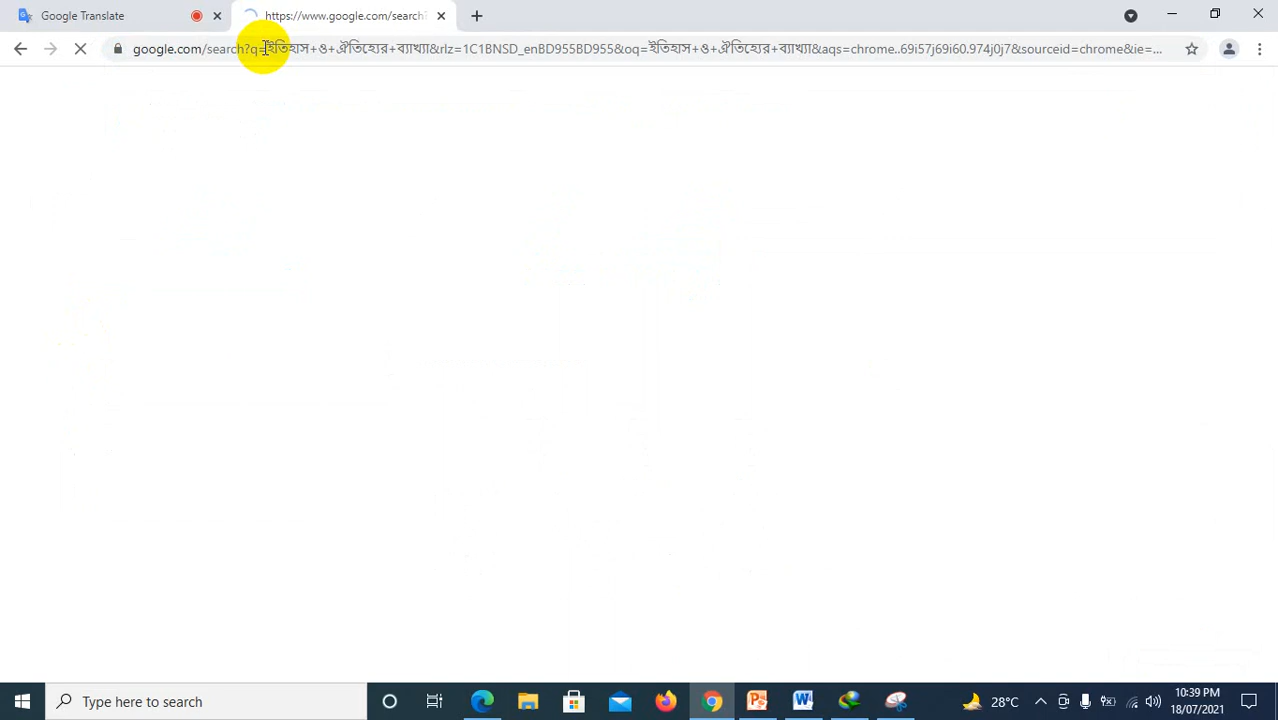 Google Translate
https://www.google.com/search?
google.com/search?q=ইতিহাস+ও+ঐতিহ্যের+ব্যাখ্যা&rlz=1C1BNSD_enBD955BD955&oq=ইতিহাস+ও+ঐতিহ্যের+ব্যাখ্যা&aqs=chrome..69i57j69i60.974j0j7&sourceid=chrome&ie=...
Type here to search
28°C
10:39 PM
18/07/2021